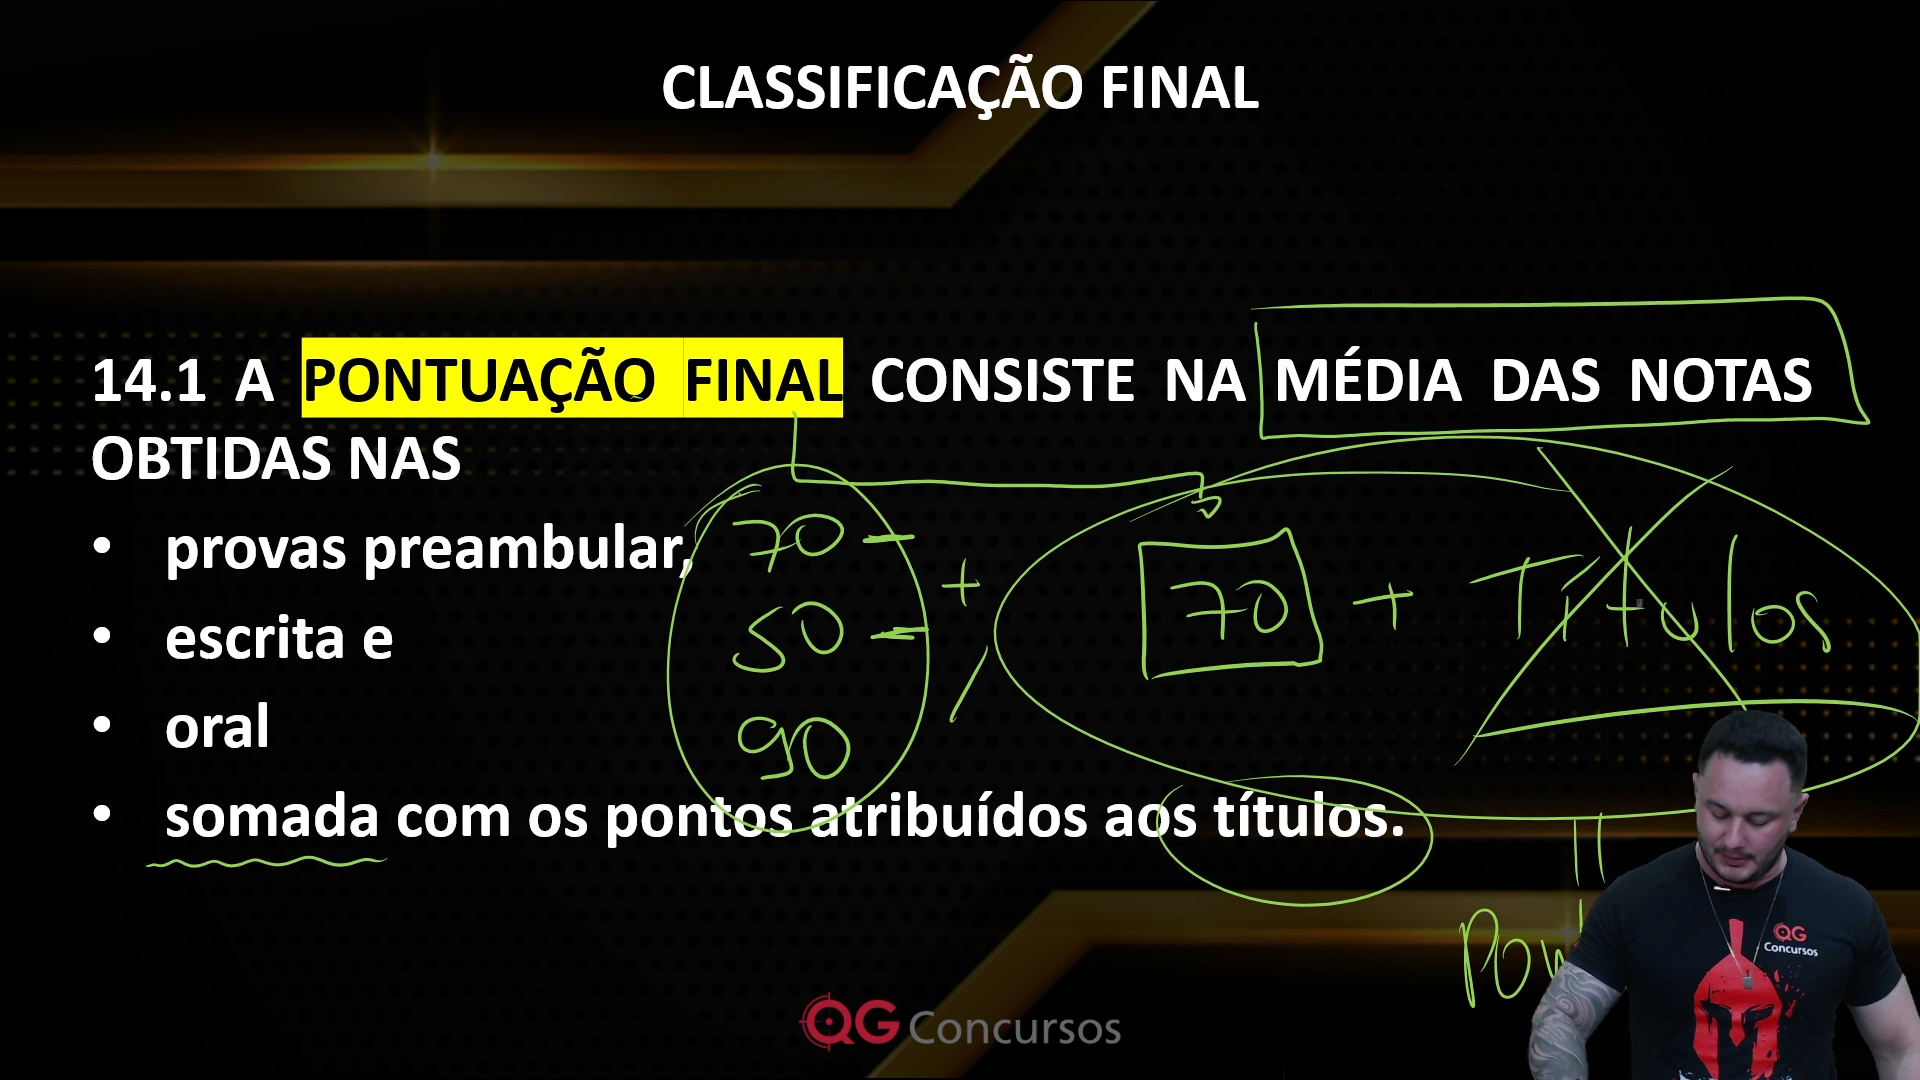 CLASSIFICAÇÃO FINAL
14.1 A PONTUAÇÃO FINAL CONSISTE NA MÉDIA DAS NOTAS
OBTIDAS NAS
• provas preambular,
• escrita e
• oral
• somada com os pontos atribuídos aos títulos.
70 -
50 -
90
+
/
70 + Títulos
QG Concursos
QG
Concursos